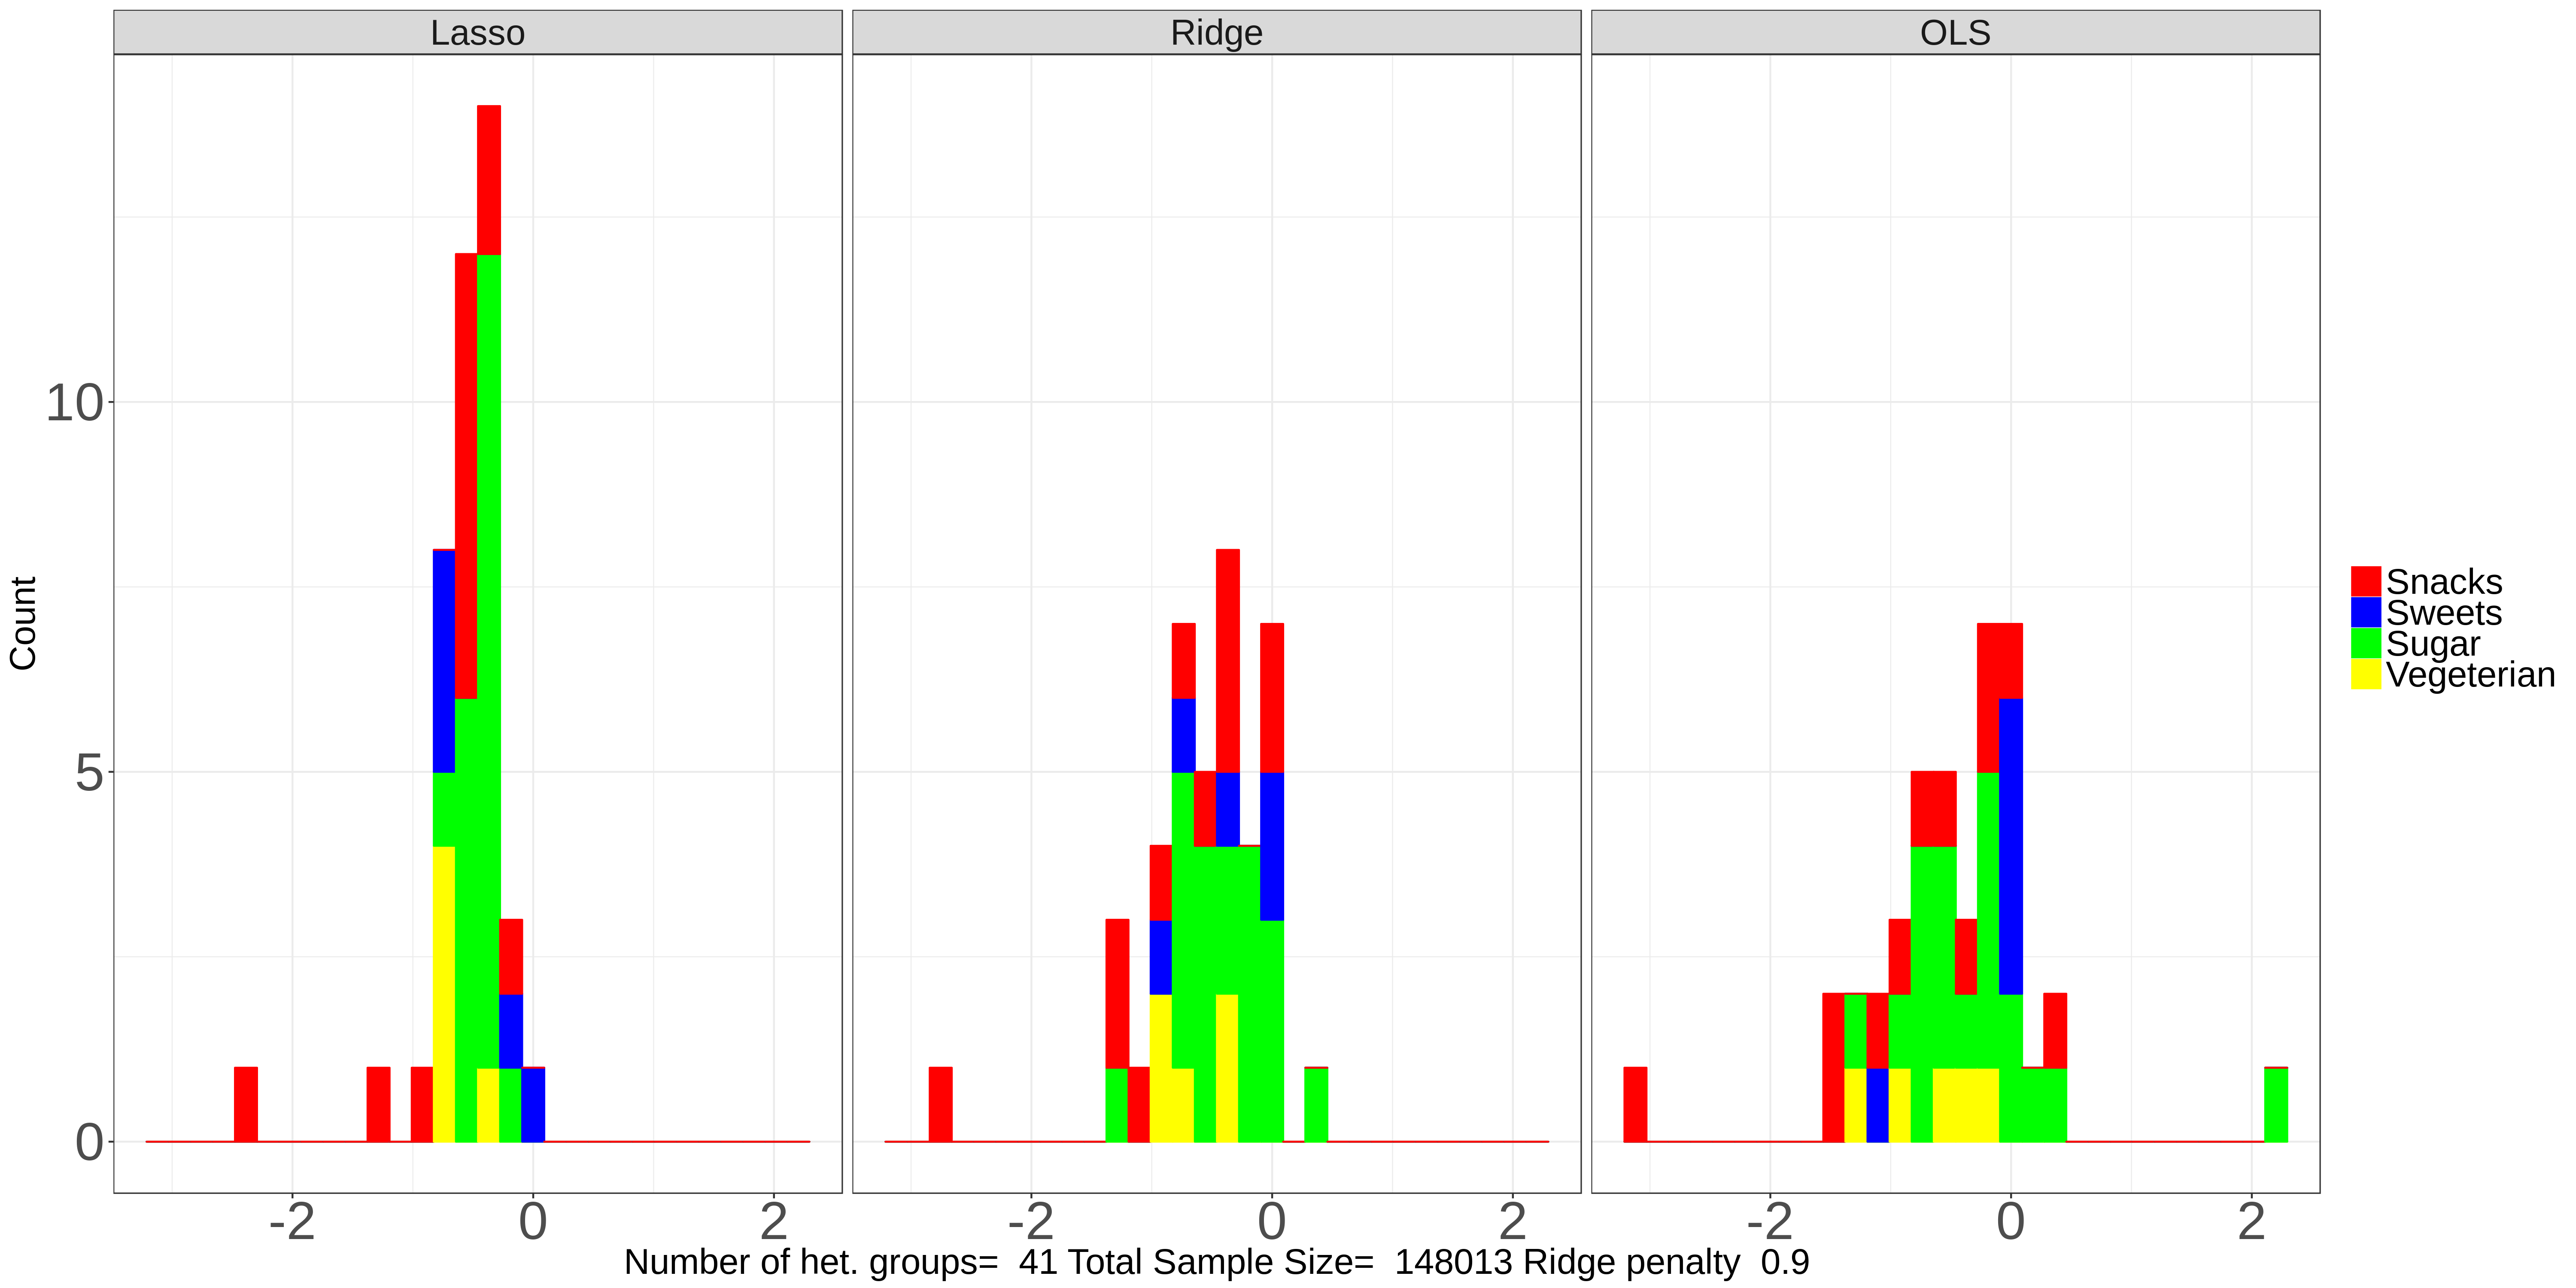 Lasso
Ridge
OLS
Count
10
5
0
-2 0 2
-2 0 2
-2 0 2
Number of het. groups=  41 Total Sample Size=  148013 Ridge penalty  0.9
Snacks
Sweets
Sugar
Vegeterian